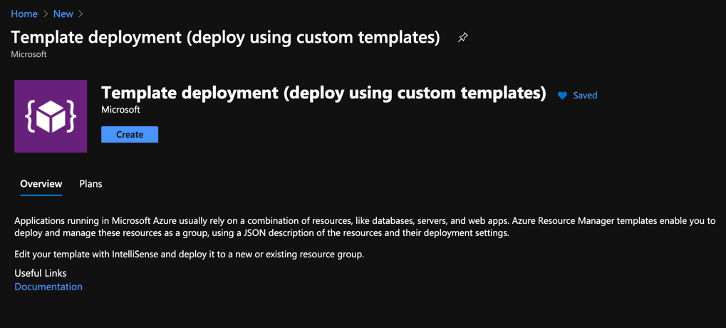 Home > New >
Template deployment (deploy using custom templates)
Microsoft
Template deployment (deploy using custom templates)
Saved
Microsoft
Create
Overview
Plans
Applications running in Microsoft Azure usually rely on a combination of resources, like databases, servers, and web apps. Azure Resource Manager templates enable you to
deploy and manage these resources as a group, using a JSON description of the resources and their deployment settings.
Edit your template with IntelliSense and deploy it to a new or existing resource group.
Useful Links
Documentation